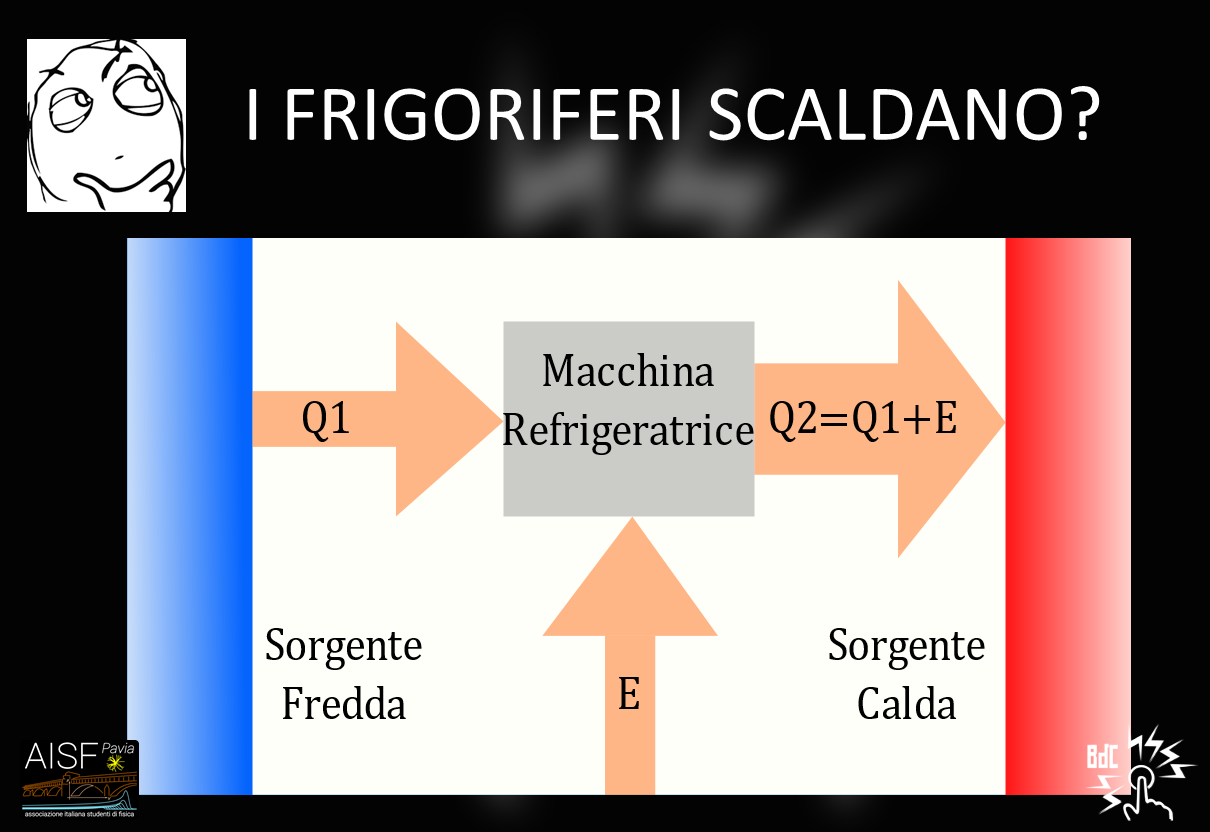 I FRIGORIFERI SCALDANO?
Macchina
Refrigeratrice
Q1
Q2=Q1+E
E
Sorgente
Fredda
Sorgente
Calda
AISF Pavia
associazione italiana studenti di fisica
BdC